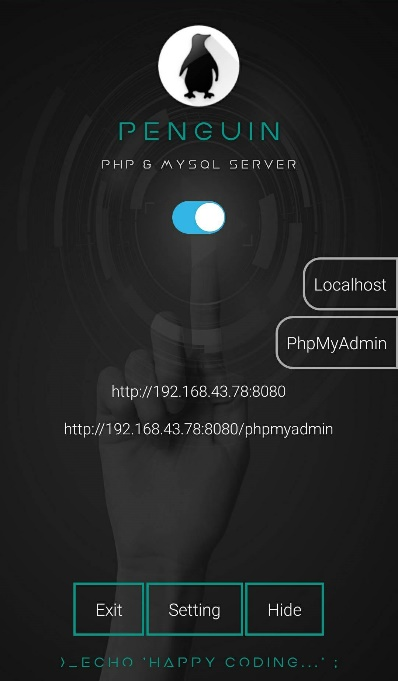 PENGUIN
PHP & MYSQL SERVER
Localhost
PhpMyAdmin
http://192.168.43.78:8080
http://192.168.43.78:8080/phpmyadmin
Exit Setting Hide
>_ECHO 'HAPPY CODING...' ;